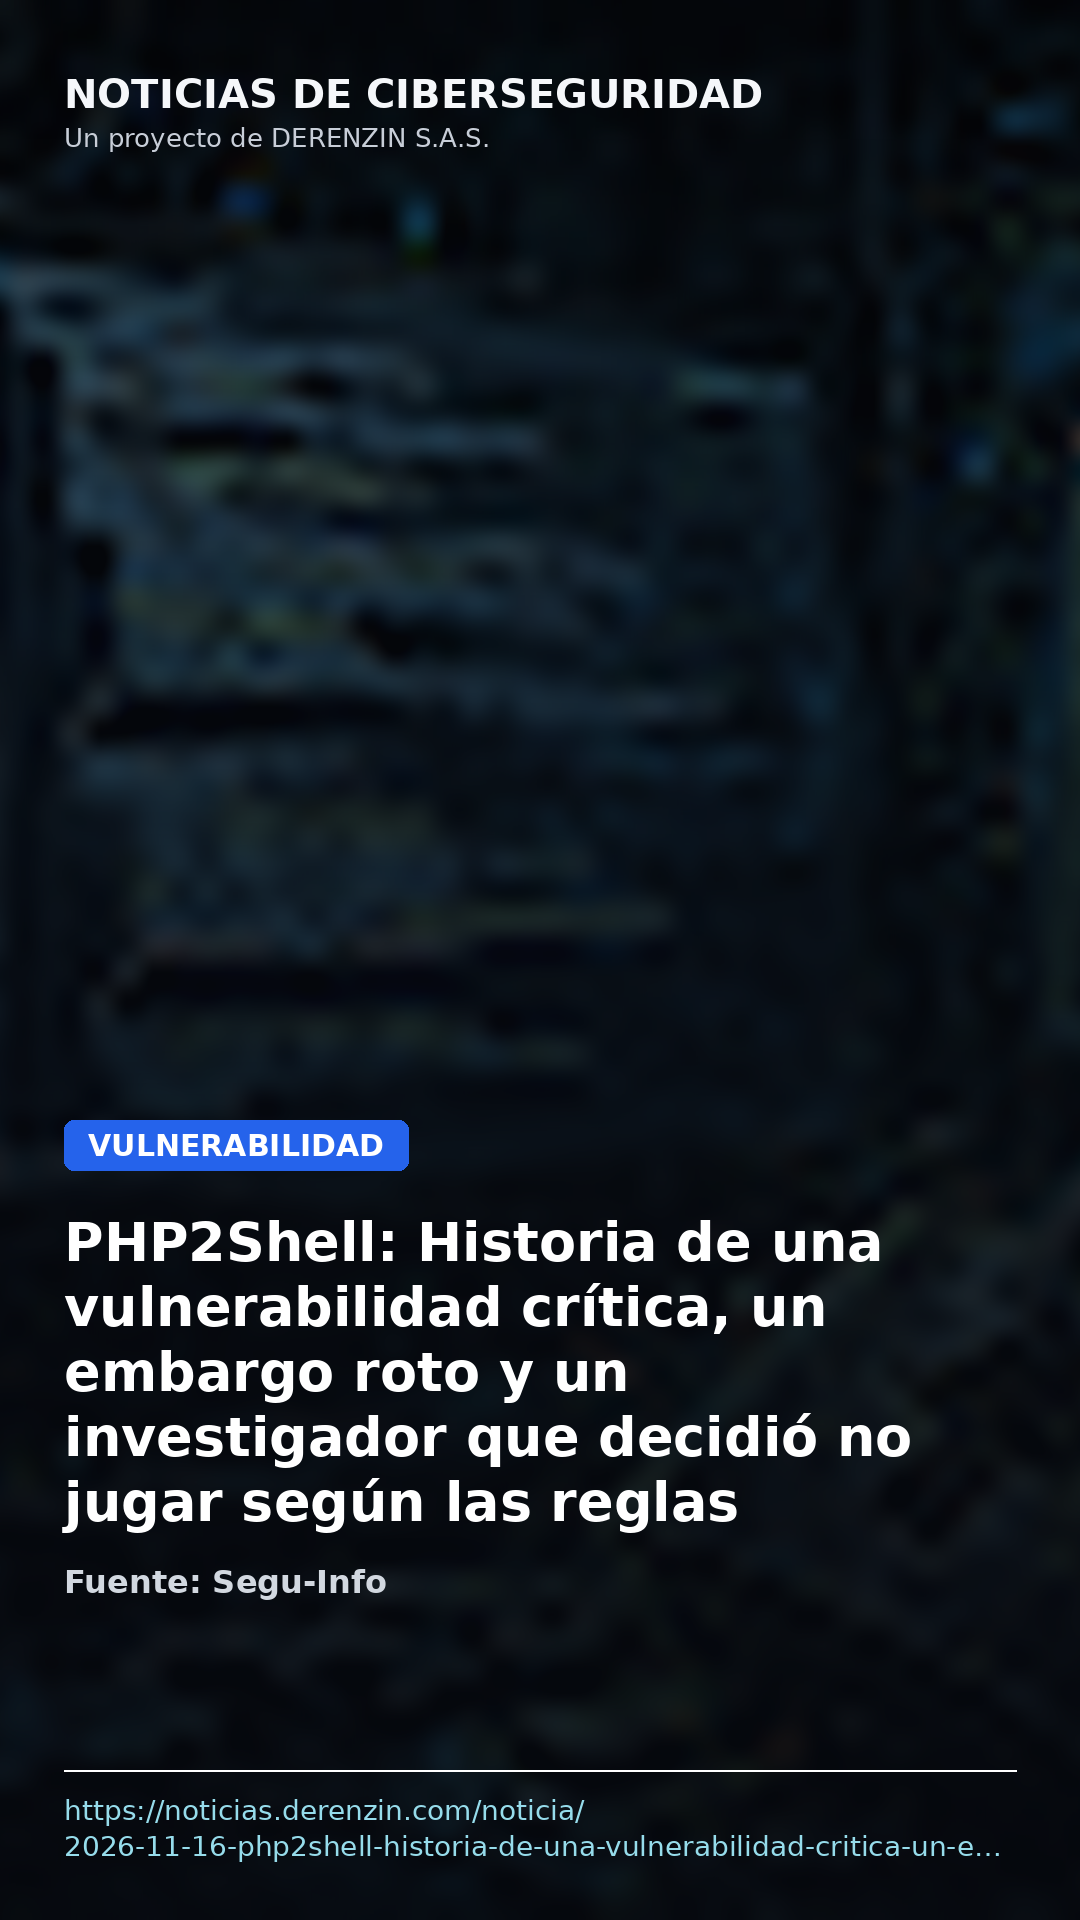 NOTICIAS DE CIBERSEGURIDAD
Un proyecto de DERENZIN S.A.S.
VULNERABILIDAD
PHP2Shell: Historia de una
vulnerabilidad crítica, un
embargo roto y un
investigador que decidió no
jugar según las reglas
Fuente: Segu-Info
https://noticias.derenzin.com/noticia/
2026-11-16-php2shell-historia-de-una-vulnerabilidad-critica-un-e...